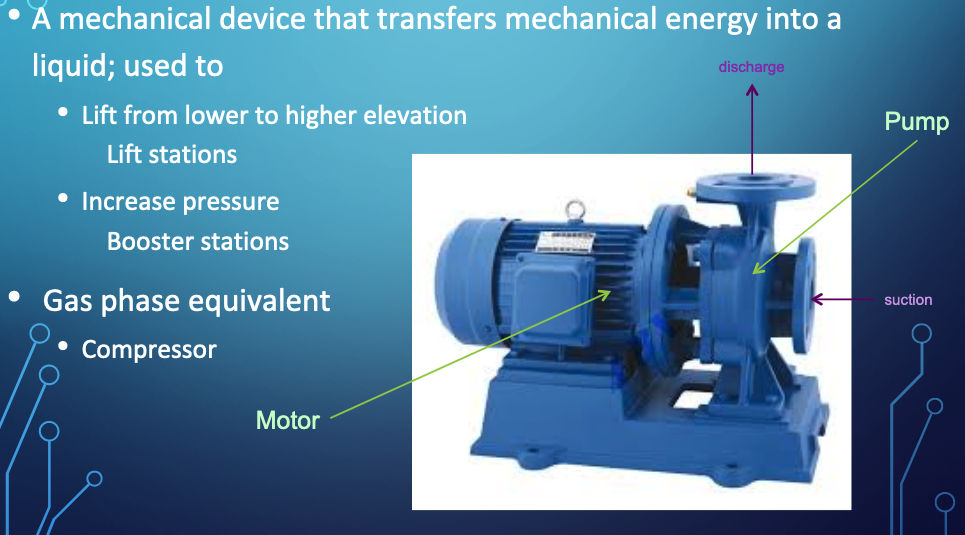 A mechanical device that transfers mechanical energy into a
liquid; used to
Lift from lower to higher elevation
Lift stations
Increase pressure
Booster stations
Gas phase equivalent
Compressor
discharge
Pump
suction
Motor